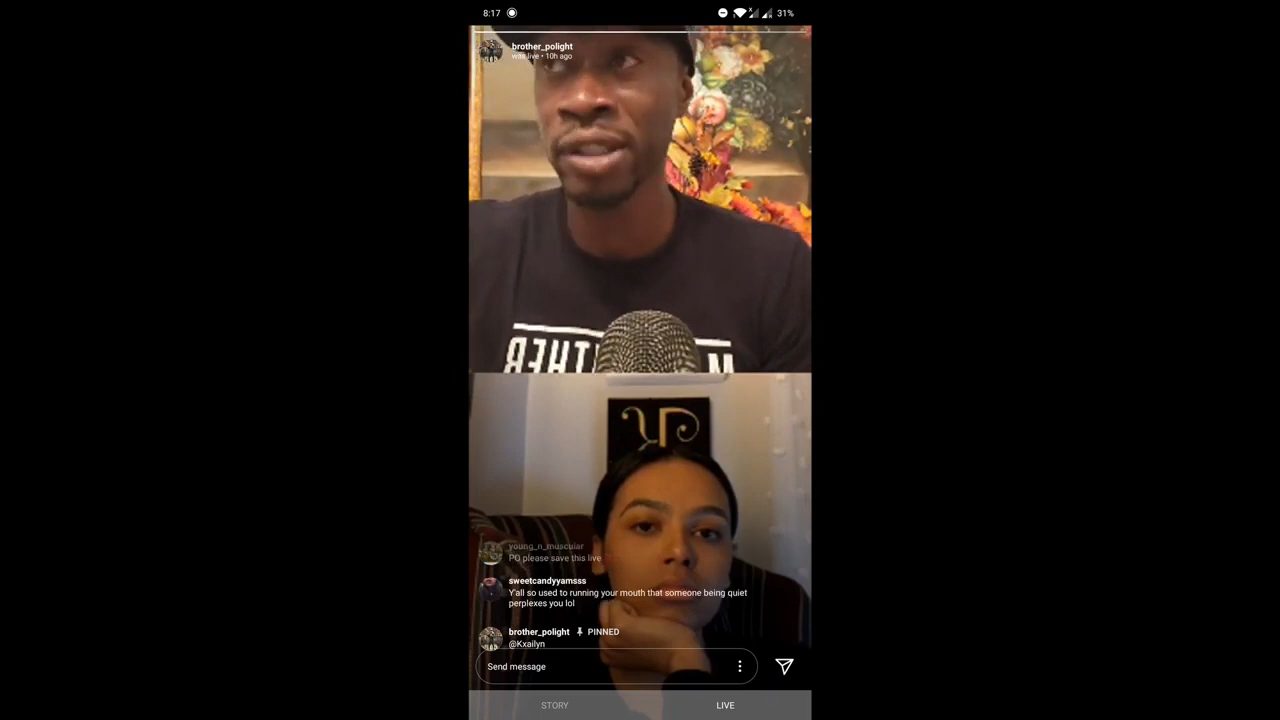 8:17
31%
brother_polight
was live • 10h ago
young_n_muscular
PO please save this live
sweetcandyyamsss
Y'all so used to running your mouth that someone being quiet
perplexes you lol
brother_polight PINNED
@Kxailyn
Send message
STORY LIVE